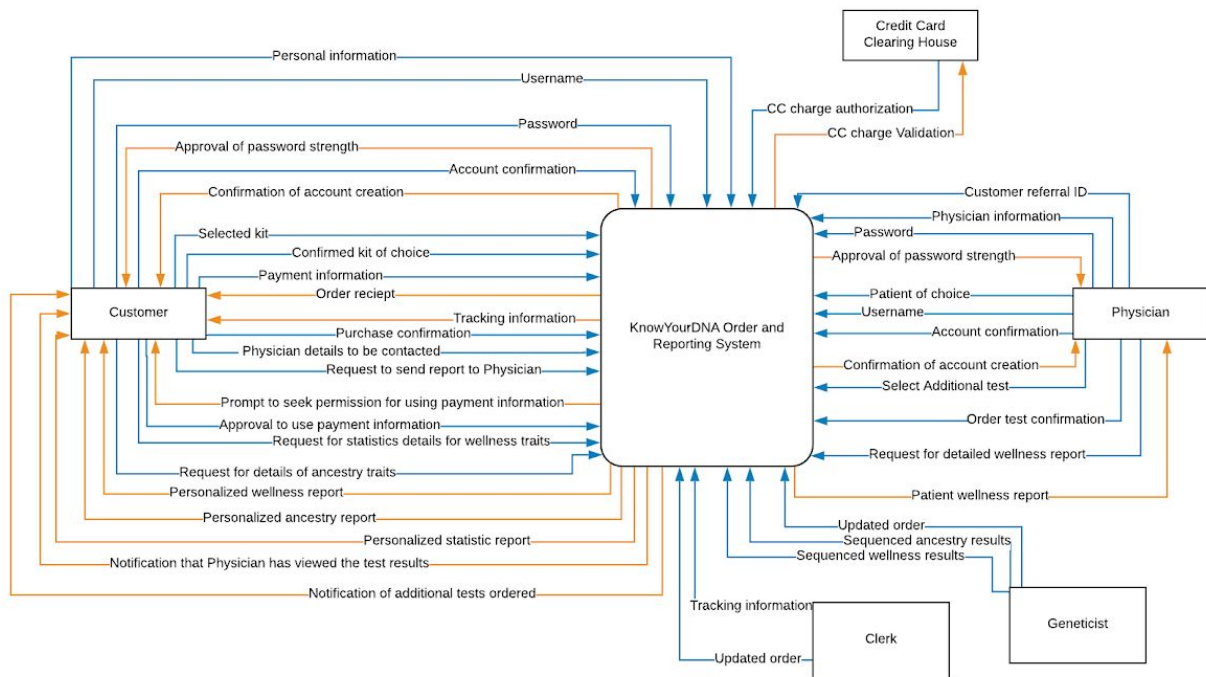 Credit Card
Clearing House
Personal information
Username
CC charge authorization
Password
CC charge Validation
Approval of password strength
Account confirmation
Confirmation of account creation
Customer referral ID
Physician information
Selected kit
Password
Confirmed kit of choice
Approval of password strength
Payment information
Order reciept
Patient of choice
Customer
Username
Physician
Tracking information
KnowYourDNA Order and
Reporting System
Purchase confirmation
Account confirmation
Physician details to be contacted
Request to send report to Physician
Confirmation of account creation
Select Additional test
Prompt to seek permission for using payment information
Approval to use payment information
Order test confirmation
Request for statistics details for wellness traits
Request for detailed wellness report
Request for details of ancestry traits
Personalized wellness report
Patient wellness report
Personalized ancestry report
Updated order
Personalized statistic report
Sequenced ancestry results
Sequenced wellness results
Notification that Physician has viewed the test results
Notification of additional tests ordered
Tracking information
Geneticist
Clerk
Updated order